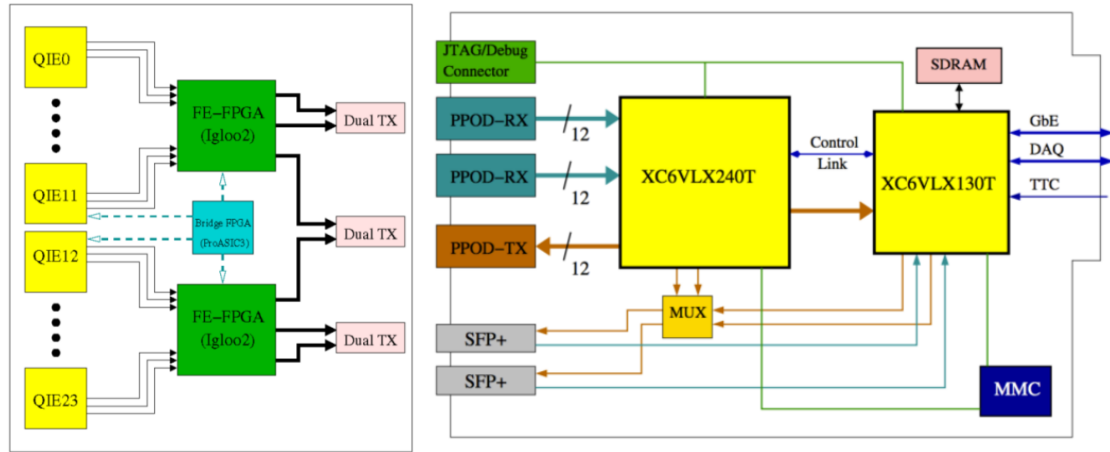 QIE0
QIE11
QIE12
QIE23
FE-FPGA
(Igloo2)
Bridge FPGA
(ProASIC3)
FE-FPGA
(Igloo2)
Dual TX
Dual TX
Dual TX
JTAG/Debug
Connector
PPOD-RX
12
PPOD-RX
12
PPOD-TX
12
SFP+
SFP+
XC6VLX240T
MUX
Control
Link
SDRAM
XC6VLX130T
GbE
DAQ
TTC
MMC